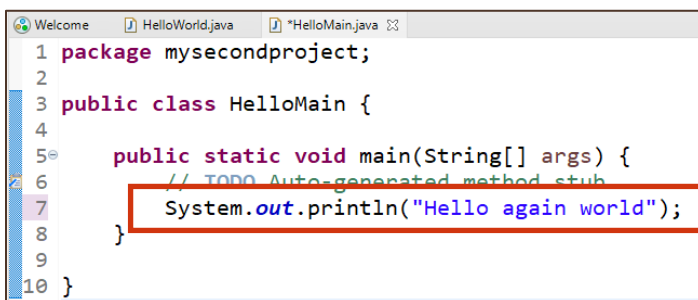 Welcome HelloWorld.java *HelloMain.java
1 package mysecondproject;
2
3 public class HelloMain {
4
5 public static void main(String[] args) {
6 // TODO Auto-generated method stub
7 System.out.println("Hello again world");
8 }
9
10 }